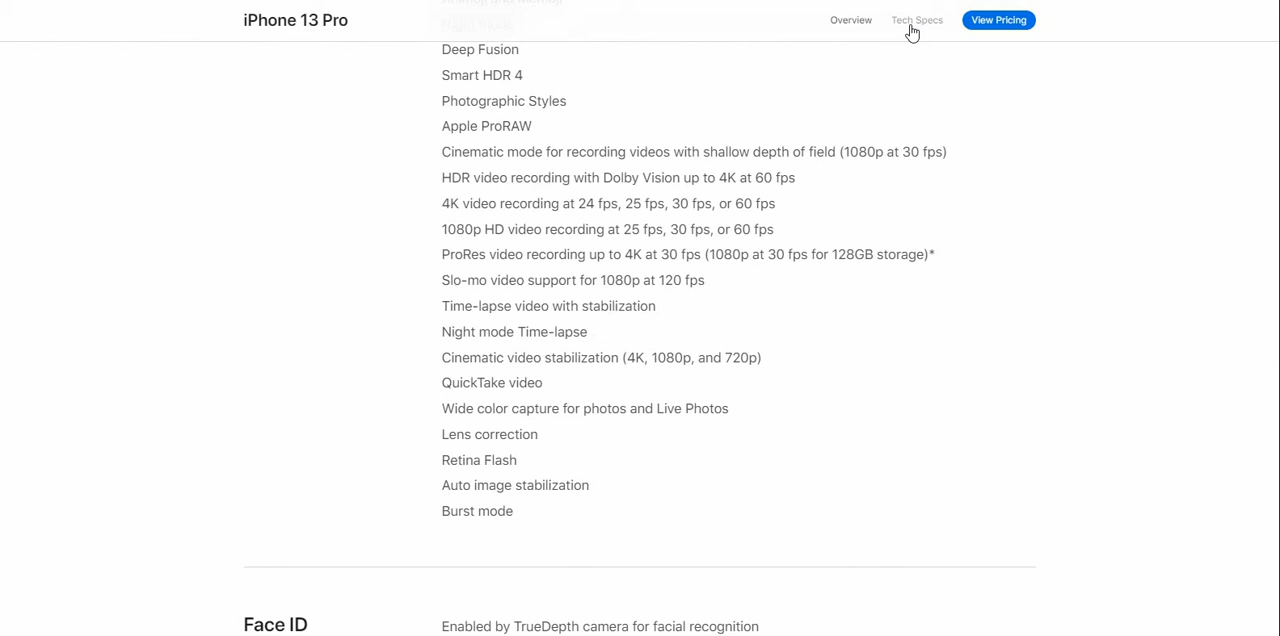 iPhone 13 Pro
Overview
Tech Specs
View Pricing
Deep Fusion
Smart HDR 4
Photographic Styles
Apple ProRAW
Cinematic mode for recording videos with shallow depth of field (1080p at 30 fps)
HDR video recording with Dolby Vision up to 4K at 60 fps
4K video recording at 24 fps, 25 fps, 30 fps, or 60 fps
1080p HD video recording at 25 fps, 30 fps, or 60 fps
ProRes video recording up to 4K at 30 fps (1080p at 30 fps for 128GB storage)*
Slo-mo video support for 1080p at 120 fps
Time-lapse video with stabilization
Night mode Time-lapse
Cinematic video stabilization (4K, 1080p, and 720p)
QuickTake video
Wide color capture for photos and Live Photos
Lens correction
Retina Flash
Auto image stabilization
Burst mode
Face ID
Enabled by TrueDepth camera for facial recognition